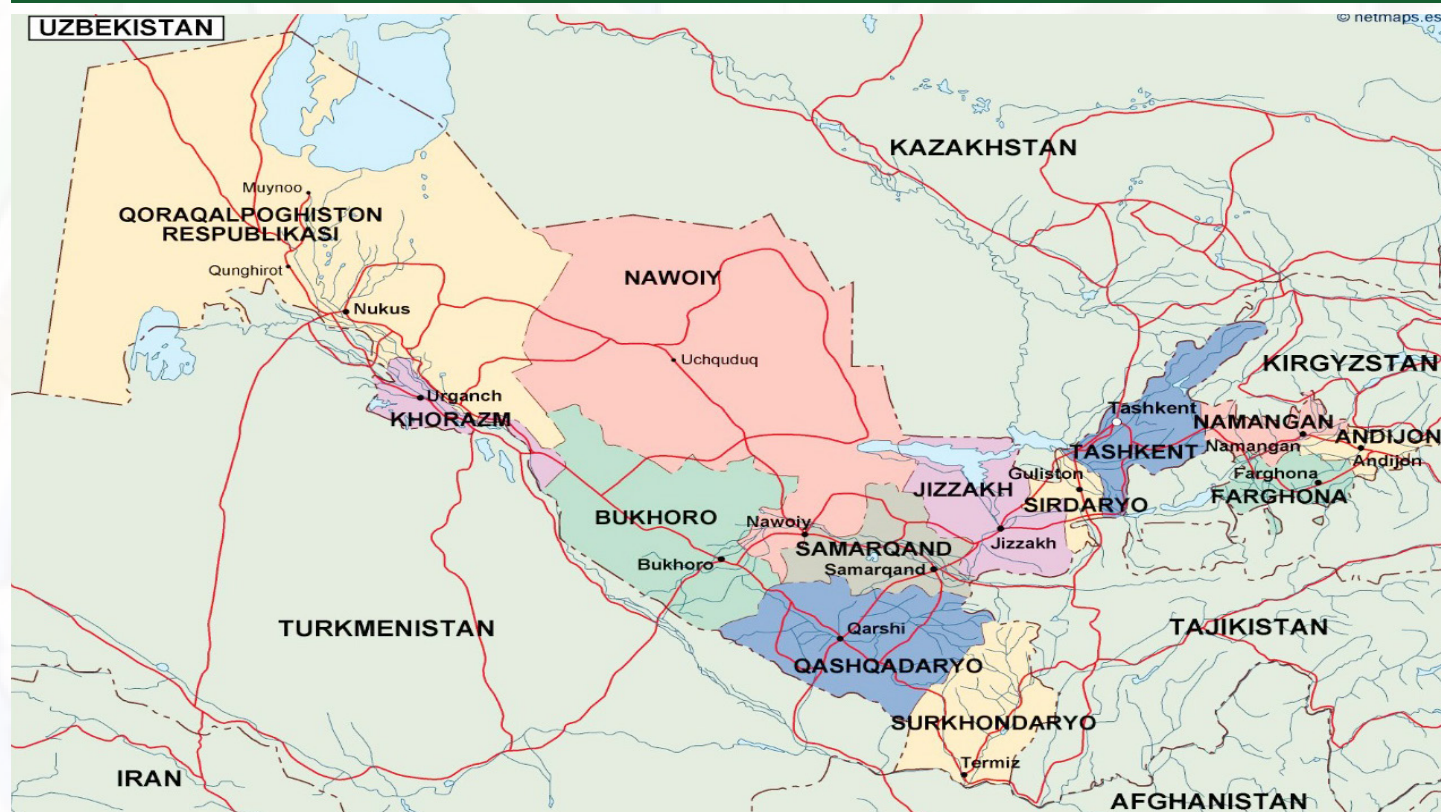 UZBEKISTAN
© netmaps.es
KAZAKHSTAN
Muynoo
QORAQALPOGHISTON
RESPUBLIKASI
Qunghirot
NAWOIY
Nukus
Uchquduq
KIRGYZSTAN
Urganch
KHORAZM
Tashkent
NAMANGAN
ANDIJON
TASHKENT
Namangan
Andijon
Guliston
Farghona
JIZZAKH
FARGHONA
SIRDARYO
BUKHORO
Nawoiy
Jizzakh
SAMARQAND
Samarqand
Bukhoro
TURKMENISTAN
Qarshi
TAJIKISTAN
QASHQADARYO
SURKHONDARYO
Termiz
IRAN
AFGHANISTAN